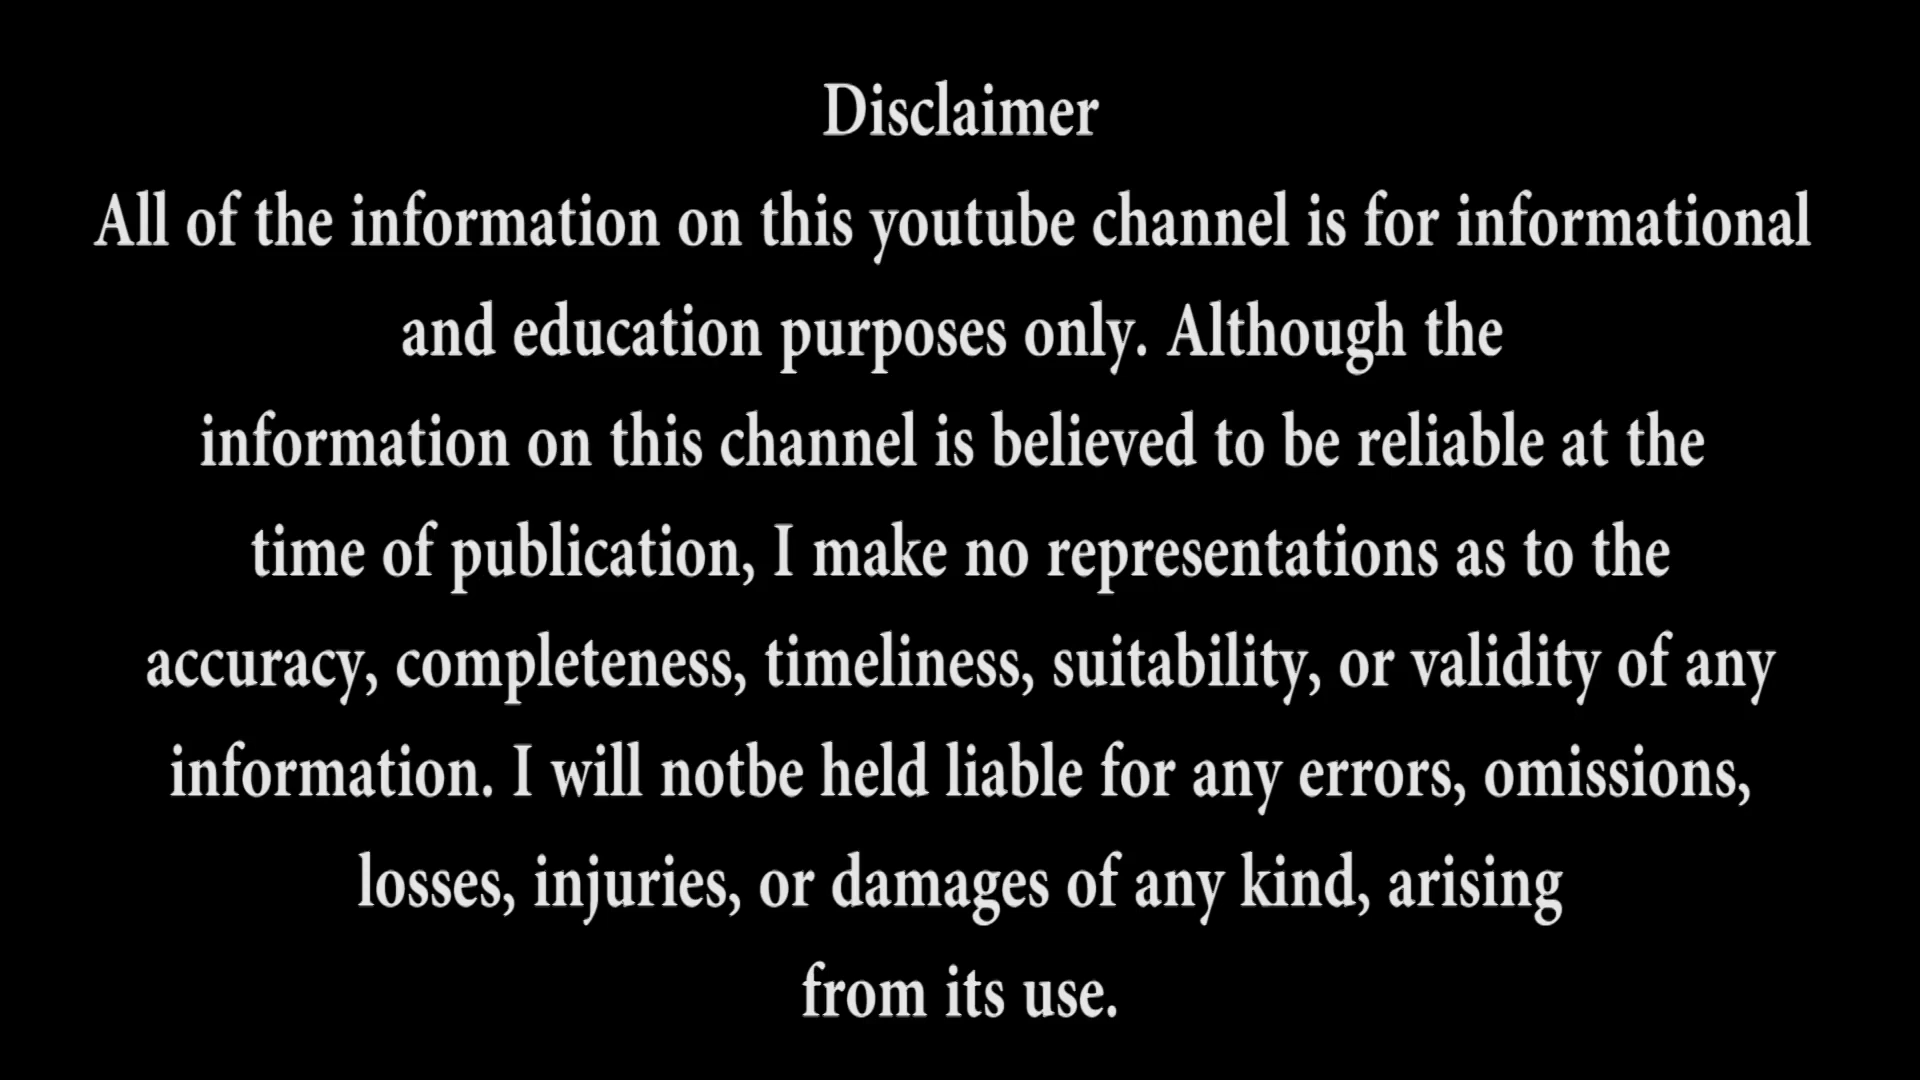 Disclaimer
All of the information on this youtube channel is for informational
and education purposes only. Although the
information on this channel is believed to be reliable at the
time of publication, I make no representations as to the
accuracy, completeness, timeliness, suitability, or validity of any
information. I will notbe held liable for any errors, omissions,
losses, injuries, or damages of any kind, arising
from its use.